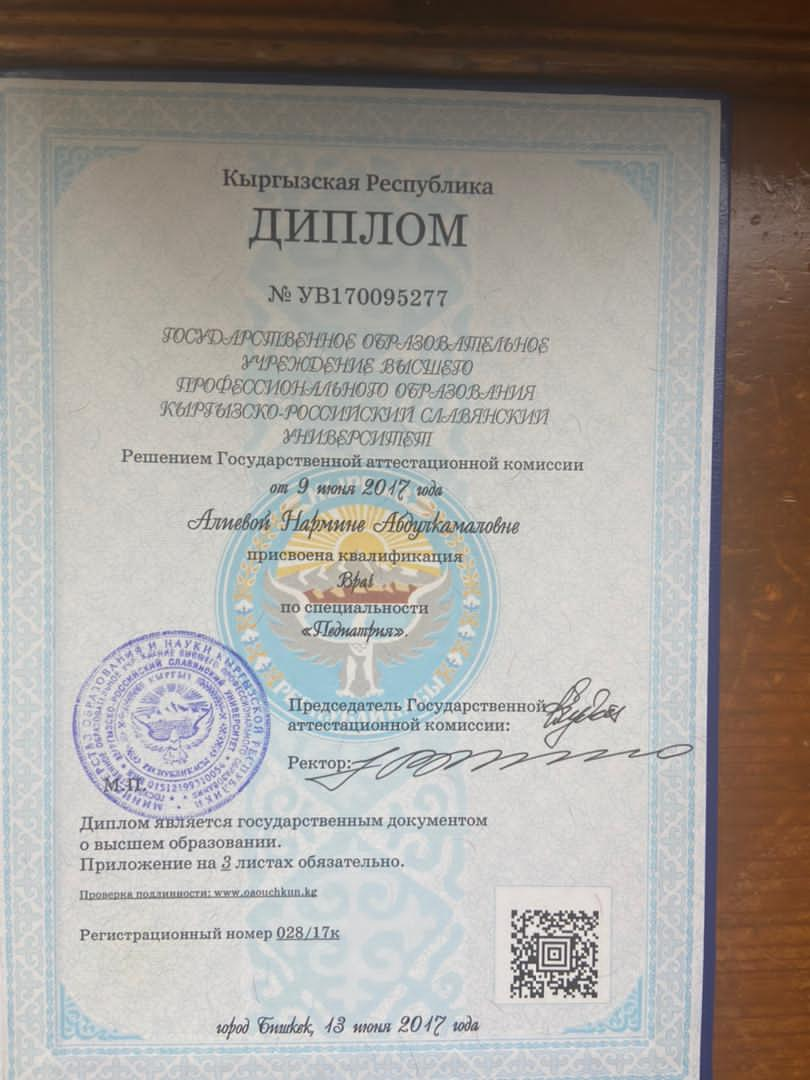 Кыргызская Республика
ДИПЛОМ
№ УВ170095277
ГОСУДАРСТВЕННОЕ ОБРАЗОВАТЕЛЬНОЕ
УЧРЕЖДЕНИЕ ВЫСШЕГО
ПРОФЕССИОНАЛЬНОГО ОБРАЗОВАНИЯ
КЫРГЫЗСКО-РОССИЙСКИЙ СЛАВЯНСКИЙ
УНИВЕРСИТЕТ
Решением Государственной аттестационной комиссии
от 9 июня 2017 года
Алиевой Нармине Абдулкамаловне
присвоена квалификация
Врач
по специальности
«Педиатрия».
Председатель Государственной
аттестационной комиссии:
Ректор:
М.П.
Диплом является государственным документом
о высшем образовании.
Приложение на 3 листах обязательно.
Проверка подлинности: www.oaouchkun.kg
Регистрационный номер 028/17к
город Бишкек, 13 июня 2017 года